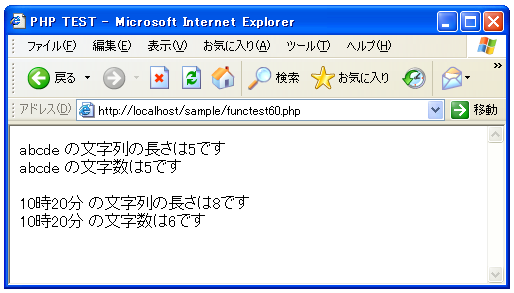 PHP TEST - Microsoft Internet Explorer
ファイル(F) 編集(E) 表示(V) お気に入り(A) ツール(T) ヘルプ(H)
戻る 検索 お気に入り
アドレス(D) http://localhost/sample/functest60.php 移動
abcde の文字列の長さは5です
abcde の文字数は5です
10時20分 の文字列の長さは8です
10時20分 の文字数は6です